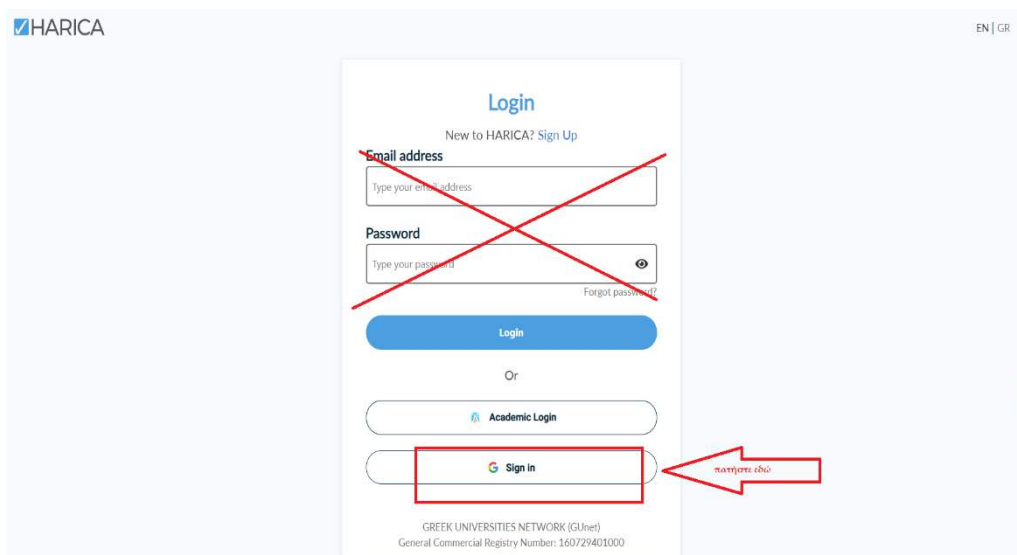 HARICA
EN | GR
Login
New to HARICA? Sign Up
Email address
Type your email address
Password
Type your password
Forgot password?
Login
Or
Academic Login
Sign in
πατήστε εδώ
GREEK UNIVERSITIES NETWORK (GUnet)
General Commercial Registry Number: 160729401000